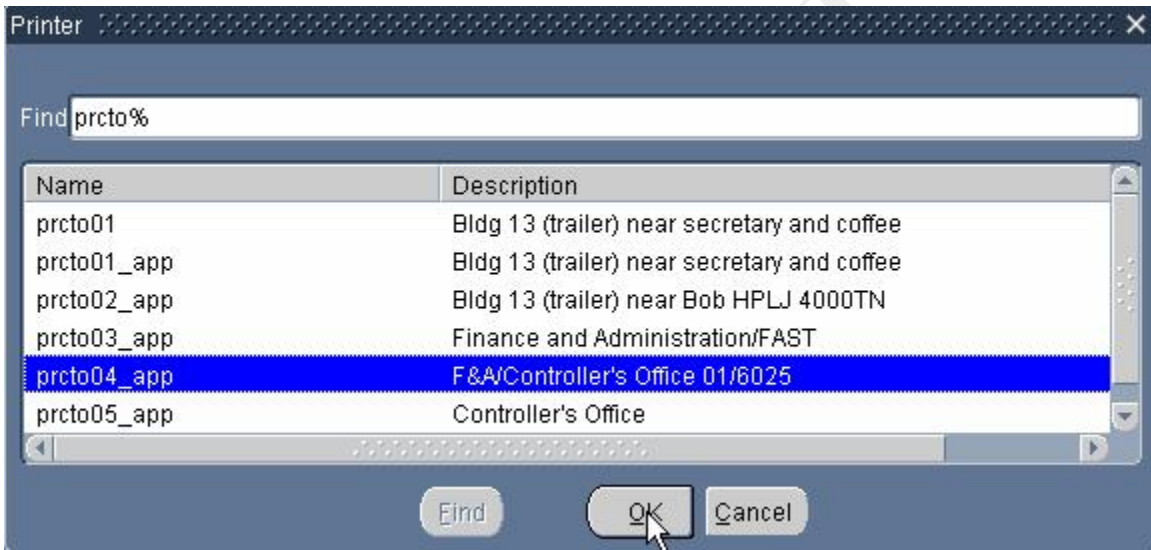 Printer
Find prcto%
Name Description
prcto01 Bldg 13 (trailer) near secretary and coffee
prcto01_app Bldg 13 (trailer) near secretary and coffee
prcto02_app Bldg 13 (trailer) near Bob HPLJ 4000TN
prcto03_app Finance and Administration/FAST
prcto04_app F&A/Controller's Office 01/6025
prcto05_app Controller's Office
Find OK Cancel